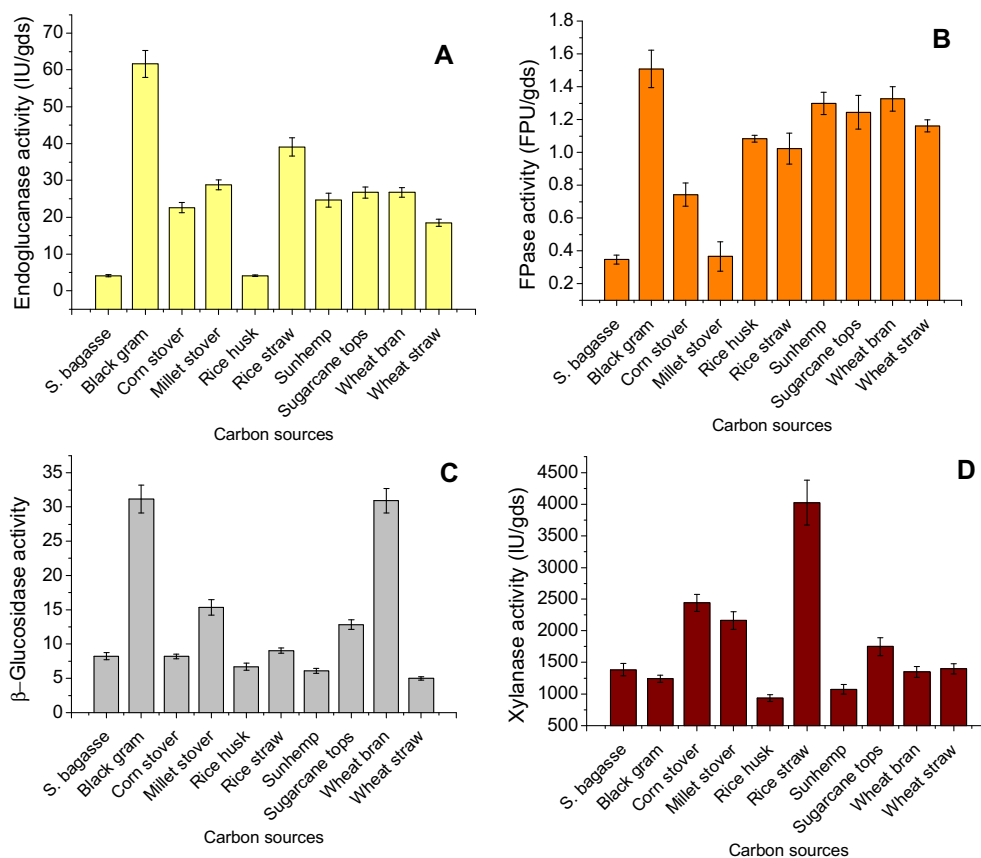 A
Endoglucanase activity (IU/gds)
70
60
50
40
30
20
10
0
S. bagasse
Black gram
Corn stover
Millet stover
Rice husk
Rice straw
Sunhemp
Sugarcane tops
Wheat bran
Wheat straw
Carbon sources
B
FPase activity (FPU/gds)
1.8
1.6
1.4
1.2
1.0
0.8
0.6
0.4
0.2
S. bagasse
Black gram
Corn stover
Millet stover
Rice husk
Rice straw
Sunhemp
Sugarcane tops
Wheat bran
Wheat straw
Carbon sources
C
β–Glucosidase activity
35
30
25
20
15
10
5
0
S. bagasse
Black gram
Corn stover
Millet stover
Rice husk
Rice straw
Sunhemp
Sugarcane tops
Wheat bran
Wheat straw
Carbon sources
D
Xylanase activity (IU/gds)
4500
4000
3500
3000
2500
2000
1500
1000
500
S. bagasse
Black gram
Corn stover
Millet stover
Rice husk
Rice straw
Sunhemp
Sugarcane tops
Wheat bran
Wheat straw
Carbon sources